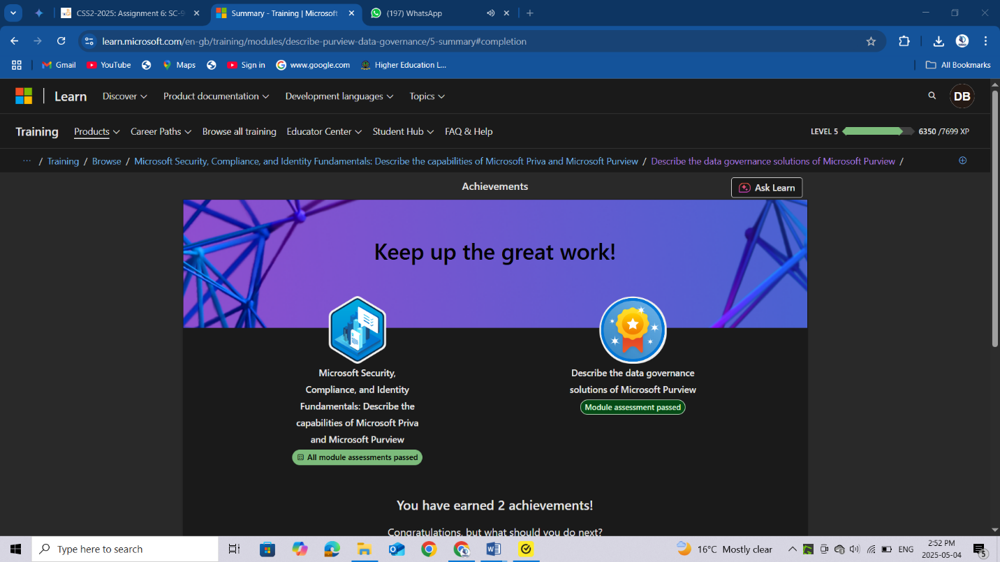 CSS2-2025: Assignment 6: SC-9
Summary - Training | Microsoft
(197) WhatsApp
learn.microsoft.com/en-gb/training/modules/describe-purview-data-governance/5-summary#completion
Gmail YouTube Maps Sign in www.google.com Higher Education L... All Bookmarks
Learn Discover Product documentation Development languages Topics DB
Training Products Career Paths Browse all training Educator Center Student Hub FAQ & Help LEVEL 5 6350 /7699 XP
... / Training / Browse / Microsoft Security, Compliance, and Identity Fundamentals: Describe the capabilities of Microsoft Priva and Microsoft Purview / Describe the data governance solutions of Microsoft Purview /
Achievements
Ask Learn
Keep up the great work!
Microsoft Security,
Compliance, and Identity
Fundamentals: Describe the
capabilities of Microsoft Priva
and Microsoft Purview
All module assessments passed
Describe the data governance
solutions of Microsoft Purview
Module assessment passed
You have earned 2 achievements!
Congratulations, but what should you do next?
Type here to search
16°C Mostly clear
ENG
2:52 PM
2025-05-04
5